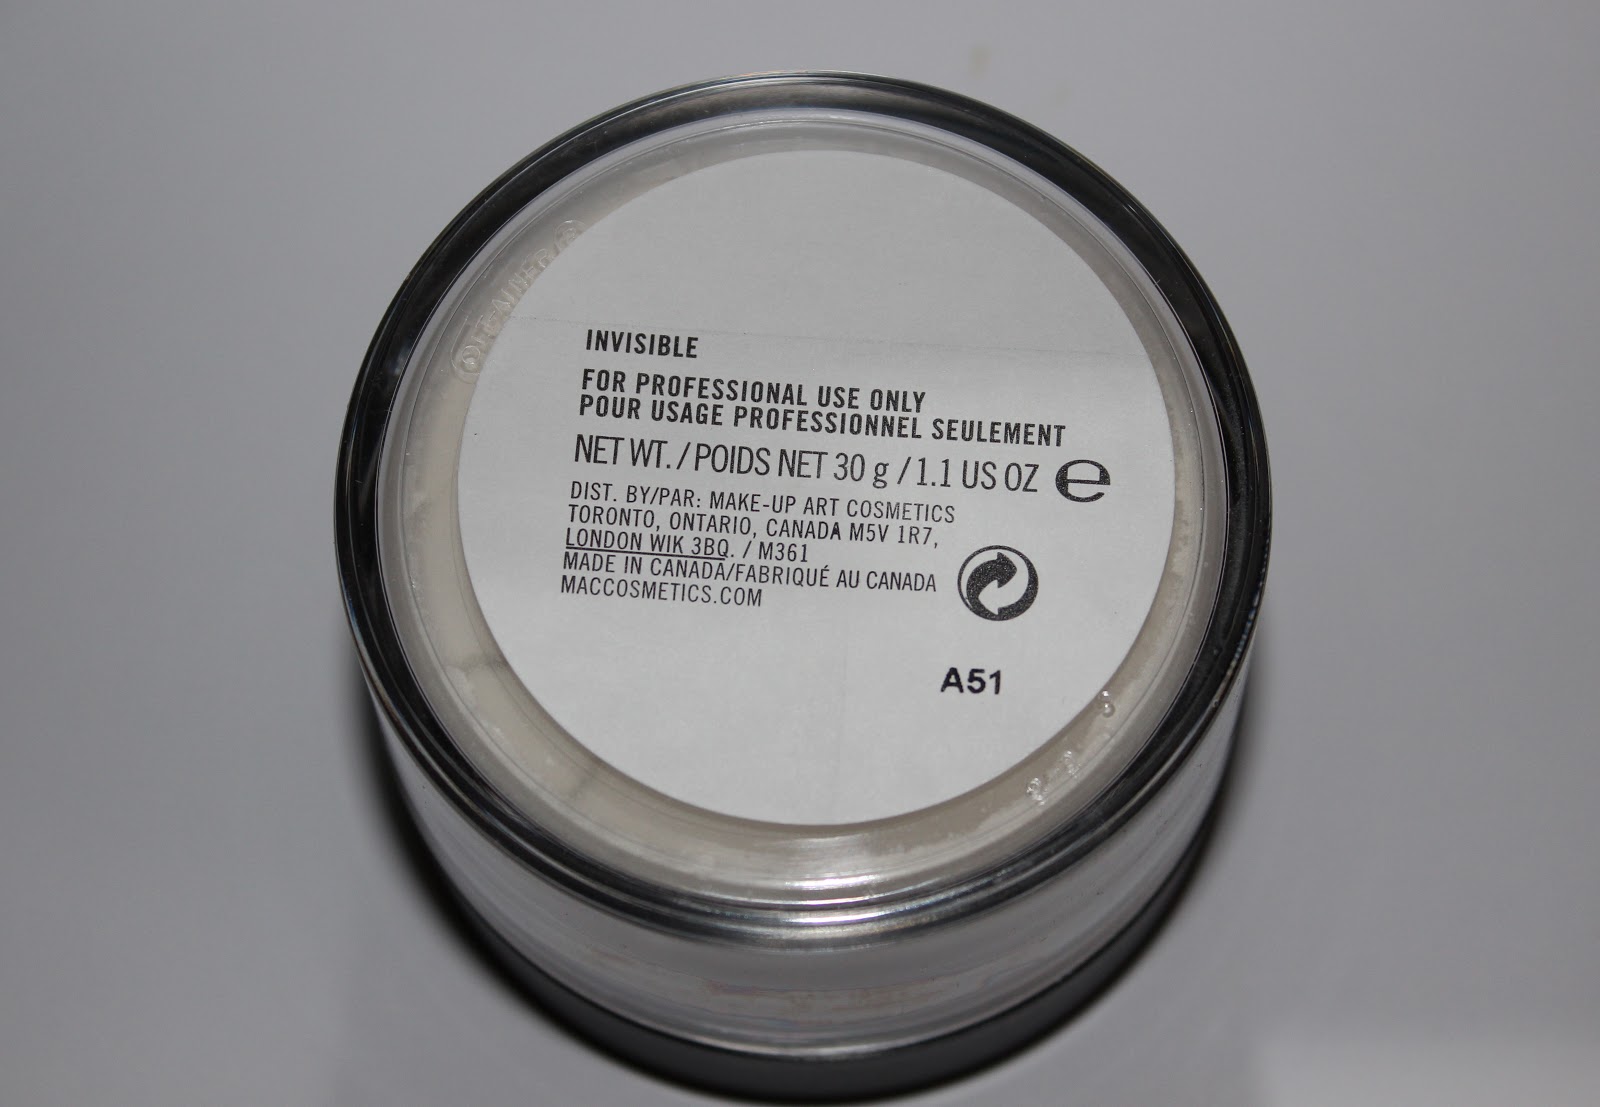 INVISIBLE
FOR PROFESSIONAL USE ONLY
POUR USAGE PROFESSIONNEL SEULEMENT
NET WT. / POIDS NET 30 g / 1.1 US OZ ℮
DIST. BY/PAR: MAKE-UP ART COSMETICS
TORONTO, ONTARIO, CANADA M5V 1R7,
LONDON WIK 3BQ. / M361
MADE IN CANADA/FABRIQUÉ AU CANADA
MACCOSMETICS.COM
A51